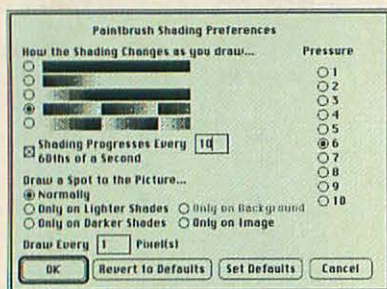 Paintbrush Shading Preferences
How the Shading Changes as you draw...
Pressure
1
2
3
4
5
6
7
8
9
10
Shading Progresses Every 10
60ths of a Second
Draw a Spot to the Picture...
Normally
Only on Lighter Shades Only on Background
Only on Darker Shades Only on Image
Draw Every 1 Pixel(s)
OK Revert to Defaults Set Defaults Cancel